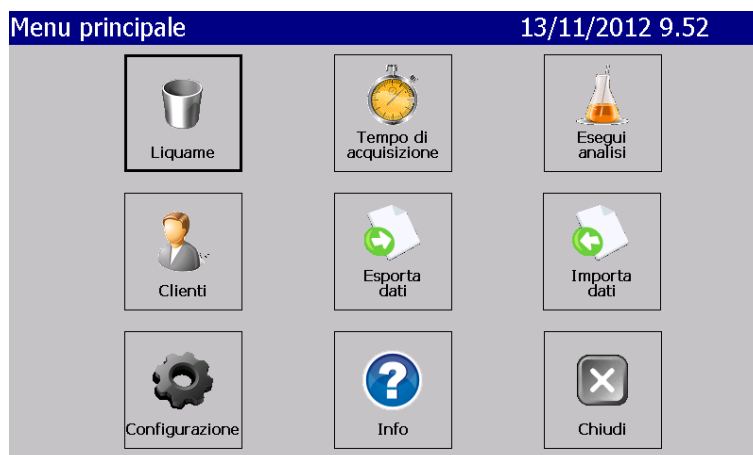 Menu principale 13/11/2012 9.52
Liquame
Tempo di
acquisizione
Esegui
analisi
Clienti
Esporta
dati
Importa
dati
Configurazione
Info
Chiudi